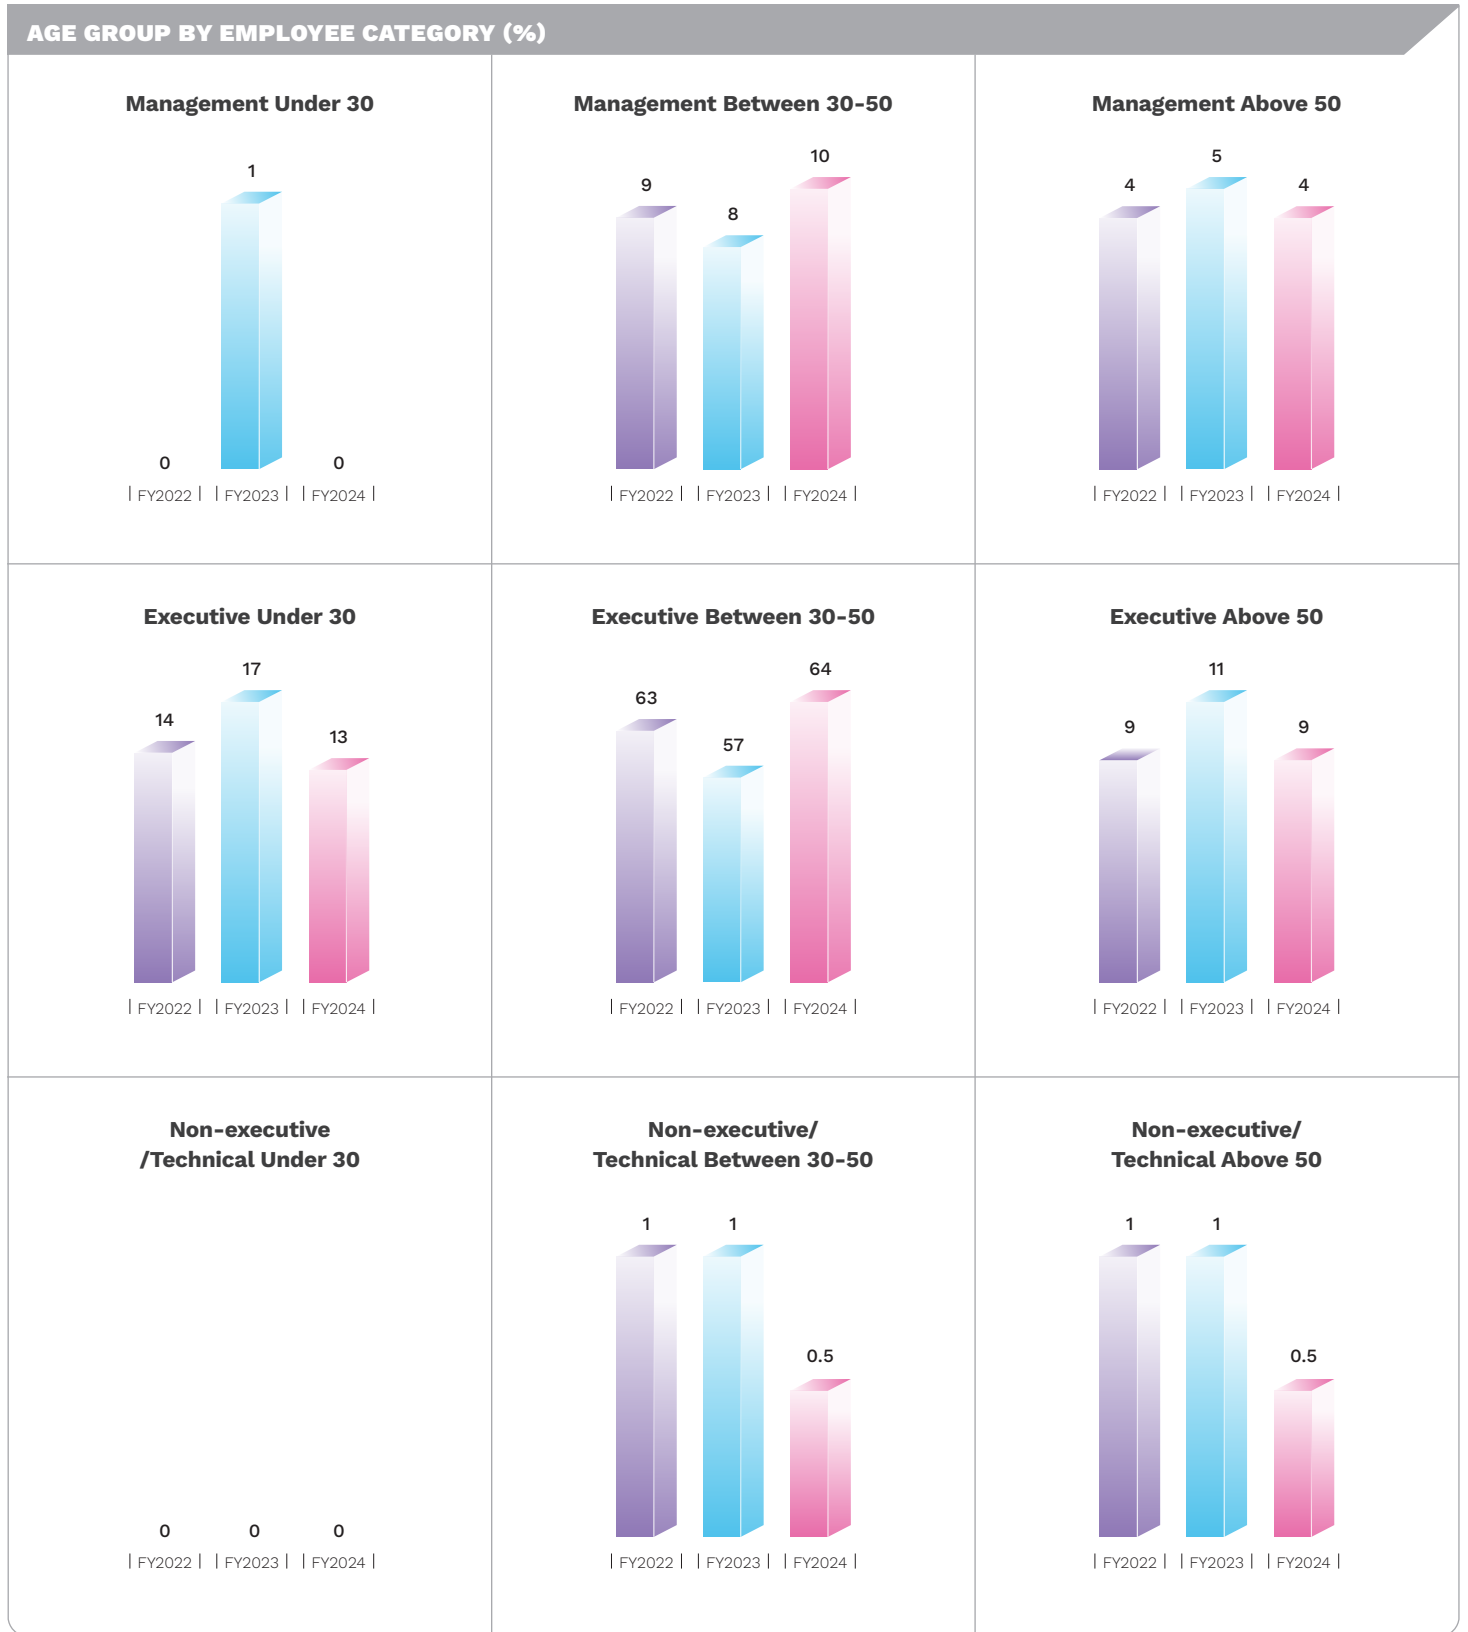 AGE GROUP BY EMPLOYEE CATEGORY (%)
Management Under 30
0
1
0
FY2022
FY2023
FY2024
Management Between 30-50
9
8
10
FY2022
FY2023
FY2024
Management Above 50
4
5
4
FY2022
FY2023
FY2024
Executive Under 30
14
17
13
FY2022
FY2023
FY2024
Executive Between 30-50
63
57
64
FY2022
FY2023
FY2024
Executive Above 50
9
11
9
FY2022
FY2023
FY2024
Non-executive
/Technical Under 30
0
0
0
FY2022
FY2023
FY2024
Non-executive/
Technical Between 30-50
1
1
0.5
FY2022
FY2023
FY2024
Non-executive/
Technical Above 50
1
1
0.5
FY2022
FY2023
FY2024